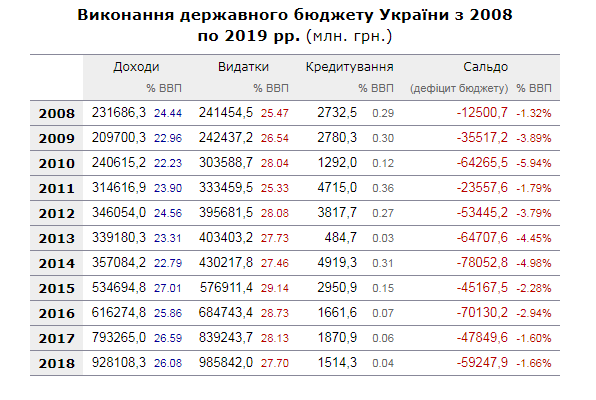 Виконання державного бюджету України з 2008
по 2019 рр. (млн. грн.)
Доходи Видатки Кредитування Сальдо
% ВВП % ВВП % ВВП (дефіцит бюджету) % ВВП
2008 231686,3 24.44 241454,5 25.47 2732,5 0.29 -12500,7 -1.32%
2009 209700,3 22.96 242437,2 26.54 2780,3 0.30 -35517,2 -3.89%
2010 240615,2 22.23 303588,7 28.04 1292,0 0.12 -64265,5 -5.94%
2011 314616,9 23.90 333459,5 25.33 4715,0 0.36 -23557,6 -1.79%
2012 346054,0 24.56 395681,5 28.08 3817,7 0.27 -53445,2 -3.79%
2013 339180,3 23.31 403403,2 27.73 484,7 0.03 -64707,6 -4.45%
2014 357084,2 22.79 430217,8 27.46 4919,3 0.31 -78052,8 -4.98%
2015 534694,8 27.01 576911,4 29.14 2950,9 0.15 -45167,5 -2.28%
2016 616274,8 25.86 684743,4 28.73 1661,6 0.07 -70130,2 -2.94%
2017 793265,0 26.59 839243,7 28.13 1870,9 0.06 -47849,6 -1.60%
2018 928108,3 26.08 985842,0 27.70 1514,3 0.04 -59247,9 -1.66%